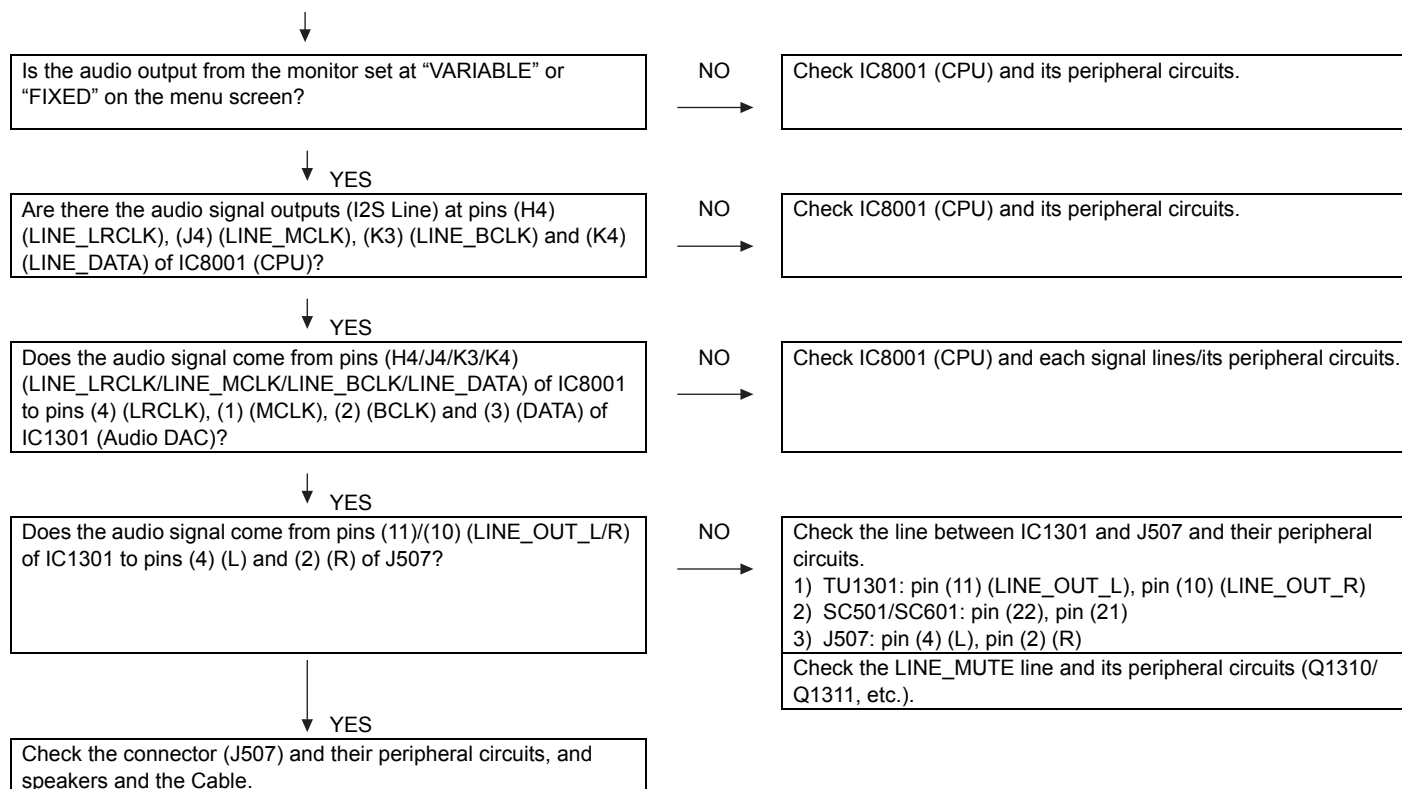 Is the audio output from the monitor set at “VARIABLE” or
“FIXED” on the menu screen?
NO
Check IC8001 (CPU) and its peripheral circuits.
YES
Are there the audio signal outputs (I2S Line) at pins (H4)
(LINE_LRCLK), (J4) (LINE_MCLK), (K3) (LINE_BCLK) and (K4)
(LINE_DATA) of IC8001 (CPU)?
NO
Check IC8001 (CPU) and its peripheral circuits.
YES
Does the audio signal come from pins (H4/J4/K3/K4)
(LINE_LRCLK/LINE_MCLK/LINE_BCLK/LINE_DATA) of IC8001
to pins (4) (LRCLK), (1) (MCLK), (2) (BCLK) and (3) (DATA) of
IC1301 (Audio DAC)?
NO
Check IC8001 (CPU) and each signal lines/its peripheral circuits.
YES
Does the audio signal come from pins (11)/(10) (LINE_OUT_L/R)
of IC1301 to pins (4) (L) and (2) (R) of J507?
NO
Check the line between IC1301 and J507 and their peripheral
circuits.
1) TU1301: pin (11) (LINE_OUT_L), pin (10) (LINE_OUT_R)
2) SC501/SC601: pin (22), pin (21)
3) J507: pin (4) (L), pin (2) (R)
Check the LINE_MUTE line and its peripheral circuits (Q1310/
Q1311, etc.).
YES
Check the connector (J507) and their peripheral circuits, and
speakers and the Cable.